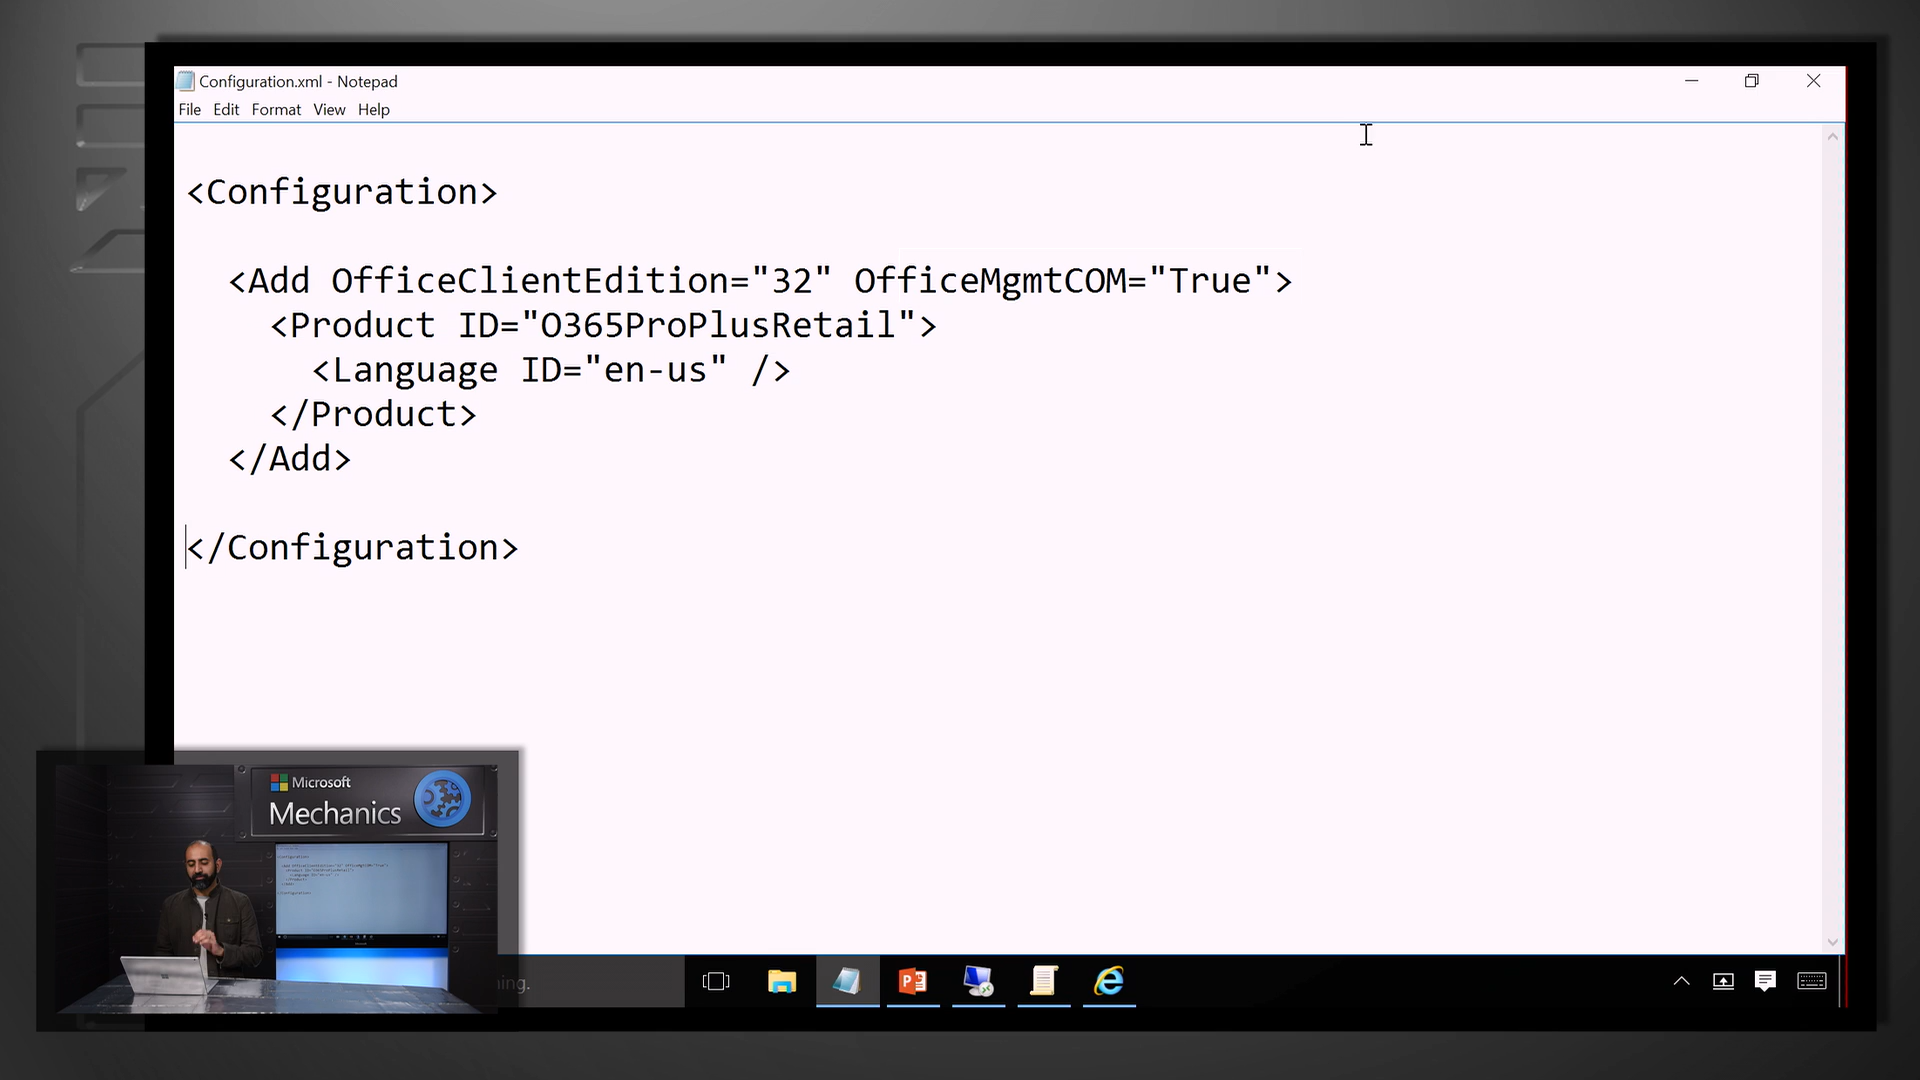 Configuration.xml - Notepad
File Edit Format View Help
<Configuration>
<Add OfficeClientEdition="32" OfficeMgmtCOM="True">
<Product ID="O365ProPlusRetail">
<Language ID="en-us" />
</Product>
</Add>
</Configuration>
Microsoft
Mechanics